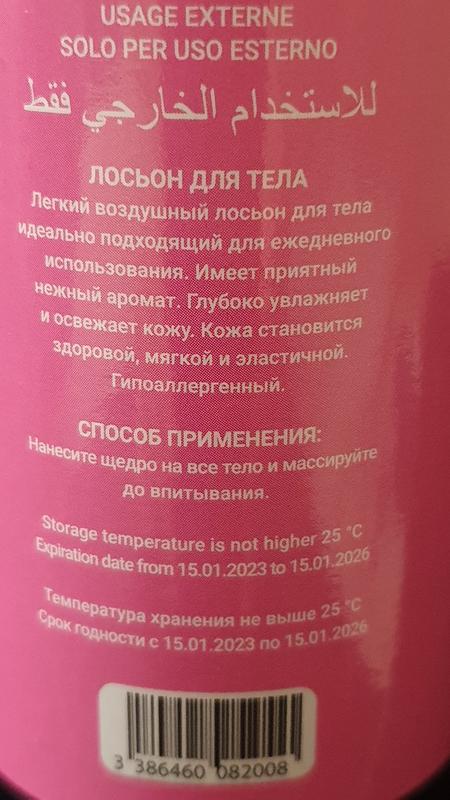 USAGE EXTERNE
SOLO PER USO ESTERNO
للاستخدام الخارجي فقط
ЛОСЬОН ДЛЯ ТЕЛА
Легкий воздушный лосьон для тела
идеально подходящий для ежедневного
использования. Имеет приятный
нежный аромат. Глубоко увлажняет
и освежает кожу. Кожа становится
здоровой, мягкой и эластичной.
Гипоаллергенный.
СПОСОБ ПРИМЕНЕНИЯ:
Нанесите щедро на все тело и массируйте
до впитывания.
Storage temperature is not higher 25 °C
Expiration date from 15.01.2023 to 15.01.2026
Температура хранения не выше 25 °C
Срок годности с 15.01.2023 по 15.01.2026
3 386460 082008